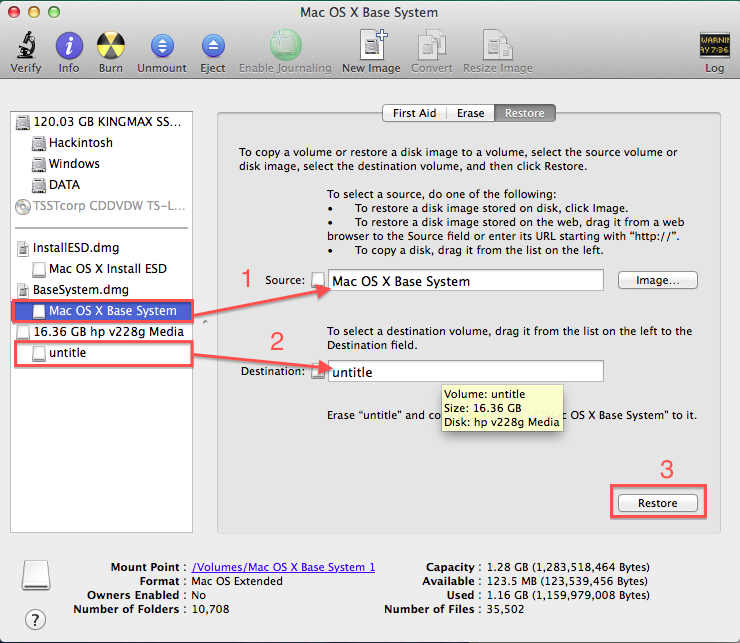 Mac OS X Base System
Verify
Info
Burn
Unmount
Eject
Enable Journaling
New Image
Convert
Resize Image
WARNIN
AY 7:36
Log
120.03 GB KINGMAX SS...
Hackintosh
Windows
DATA
TSSTcorp CDDVDW TS-L...
InstallESD.dmg
Mac OS X Install ESD
BaseSystem.dmg
Mac OS X Base System
16.36 GB hp v228g Media
untitle
First Aid
Erase
Restore
To copy a volume or restore a disk image to a volume, select the source volume or
disk image, select the destination volume, and then click Restore.
To select a source, do one of the following:
• To restore a disk image stored on disk, click Image.
• To restore a disk image stored on the web, drag it from a web
browser to the Source field or enter its URL starting with “http://”.
• To copy a disk, drag it from the list on the left.
1
Source:
Mac OS X Base System
Image...
To select a destination volume, drag it from the list on the left to the
Destination field.
2
Destination:
untitle
Volume: untitle
Size: 16.36 GB
Disk: hp v228g Media
Erase “untitle” and co
c OS X Base System” to it.
3
Restore
Mount Point : /Volumes/Mac OS X Base System 1
Format : Mac OS Extended
Owners Enabled : No
Number of Folders : 10,708
Capacity : 1.28 GB (1,283,518,464 Bytes)
Available : 123.5 MB (123,539,456 Bytes)
Used : 1.16 GB (1,159,979,008 Bytes)
Number of Files : 35,502
?